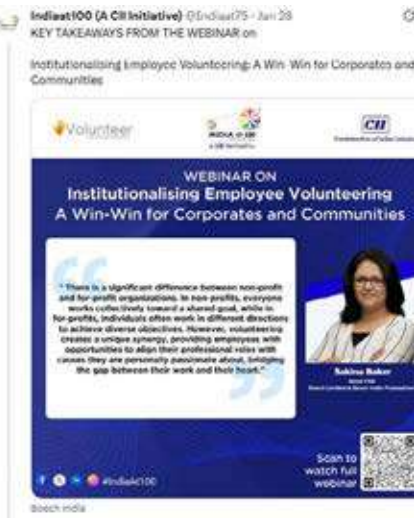 Indiaat100 (A CII Initiative) @Indiaat75 · Jan 28
KEY TAKEAWAYS FROM THE WEBINAR on
Institutionalising Employee Volunteering: A Win-Win for Corporates and
Communities
Volunteer
INDIA @ 100
CII
WEBINAR ON
Institutionalising Employee Volunteering
A Win-Win for Corporates and Communities
"There is a significant difference between non-profit
and for-profit organizations. In non-profits, everyone
works collectively toward a shared goal, while in
for-profits, individuals often work in different directions
to achieve diverse objectives. However, volunteering
creates a unique synergy, providing employees with
opportunities to align their professional roles with
causes they are personally passionate about, bridging
the gap between their work and their heart."
Sakina Baker
Scan to
watch full
webinar
#IndiaAt100
Bosch India